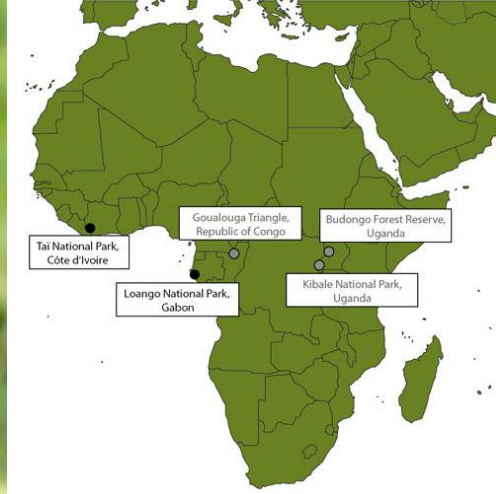 Goualouga Triangle,
Republic of Congo
Budongo Forest Reserve,
Uganda
Taï National Park,
Côte d'Ivoire
Loango National Park,
Gabon
Kibale National Park,
Uganda